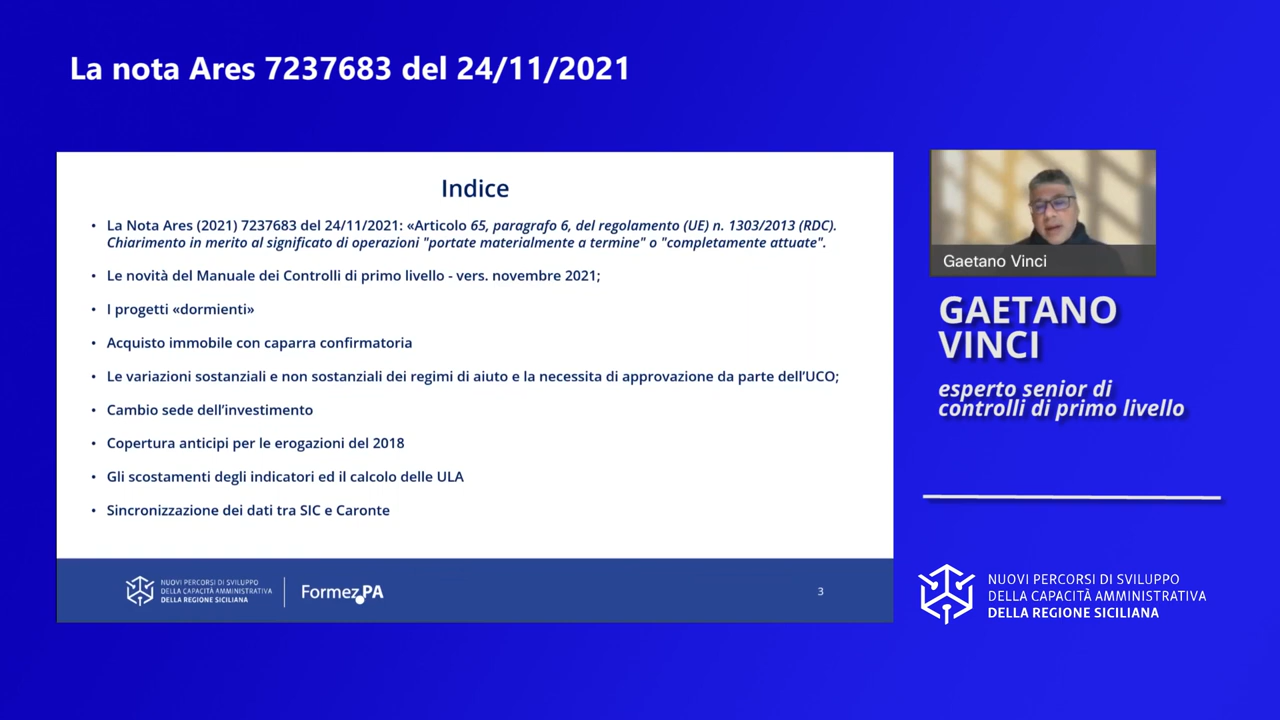 La nota Ares 7237683 del 24/11/2021
Indice
• La Nota Ares (2021) 7237683 del 24/11/2021: «Articolo 65, paragrafo 6, del regolamento (UE) n. 1303/2013 (RDC).
Chiarimento in merito al significato di operazioni "portate materialmente a termine" o "completamente attuate".
• Le novità del Manuale dei Controlli di primo livello - vers. novembre 2021;
• I progetti «dormienti»
• Acquisto immobile con caparra confirmatoria
• Le variazioni sostanziali e non sostanziali dei regimi di aiuto e la necessita di approvazione da parte dell'UCO;
• Cambio sede dell'investimento
• Copertura anticipi per le erogazioni del 2018
• Gli scostamenti degli indicatori ed il calcolo delle ULA
• Sincronizzazione dei dati tra SIC e Caronte
NUOVI PERCORSI DI SVILUPPO
DELLA CAPACITÀ AMMINISTRATIVA
DELLA REGIONE SICILIANA
FormezPA
3
Gaetano Vinci
GAETANO
VINCI
esperto senior di
controlli di primo livello
NUOVI PERCORSI DI SVILUPPO
DELLA CAPACITÀ AMMINISTRATIVA
DELLA REGIONE SICILIANA